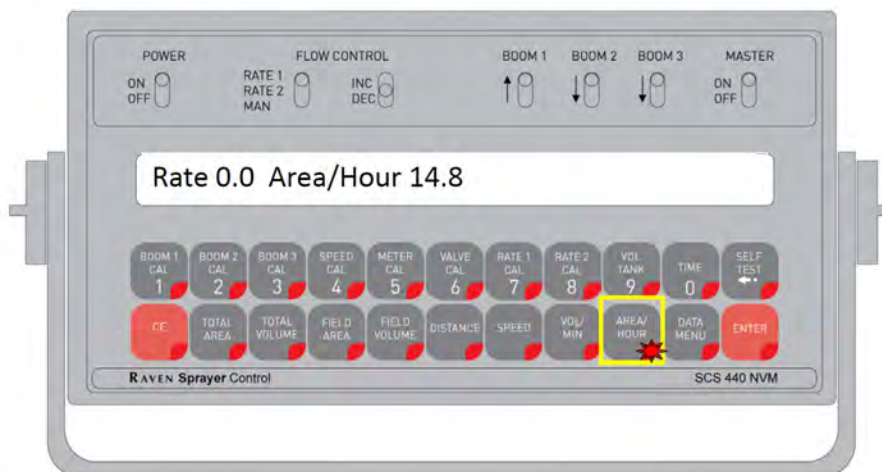 POWER
ON
OFF
FLOW CONTROL
RATE 1
RATE 2
MAN
INC
DEC
BOOM 1
BOOM 2
BOOM 3
MASTER
ON
OFF
Rate 0.0 Area/Hour 14.8
BOOM 1
CAL
1
BOOM 2
CAL
2
BOOM 3
CAL
3
SPEED
CAL
4
METER
CAL
5
VALVE
CAL
6
RATE 1
CAL
7
RATE 2
CAL
8
VOL
TANK
9
TIME
0
SELF
TEST
CE
TOTAL
AREA
TOTAL
VOLUME
FIELD
AREA
FIELD
VOLUME
DISTANCE
SPEED
VOL/
MIN
AREA/
HOUR
DATA
MENU
ENTER
RAVEN Sprayer Control
SCS 440 NVM